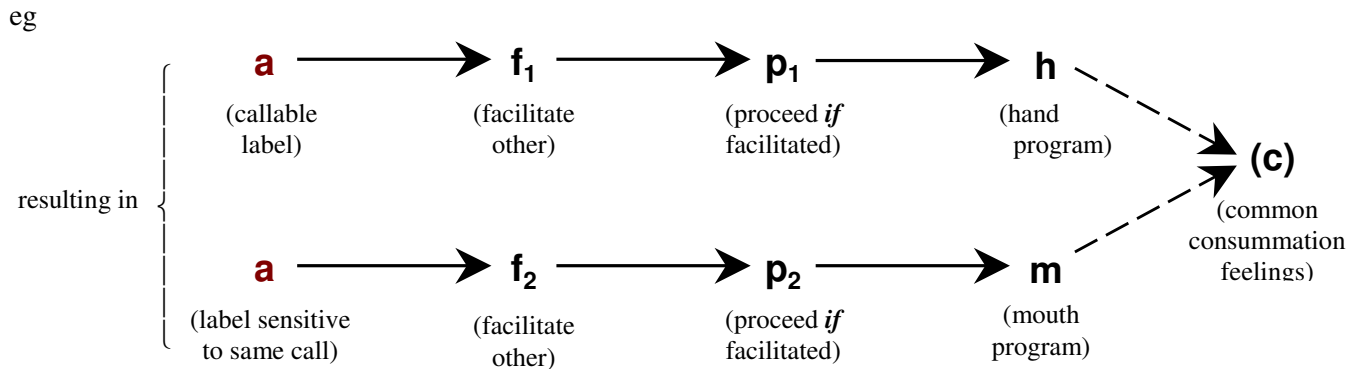 eg
a f₁ p₁ h
(callable
label)
(facilitate
other)
(proceed if
facilitated)
(hand
program)
(c)
(common
consummation
feelings)
resulting in
a f₂ p₂ m
(label sensitive
to same call)
(facilitate
other)
(proceed if
facilitated)
(mouth
program)